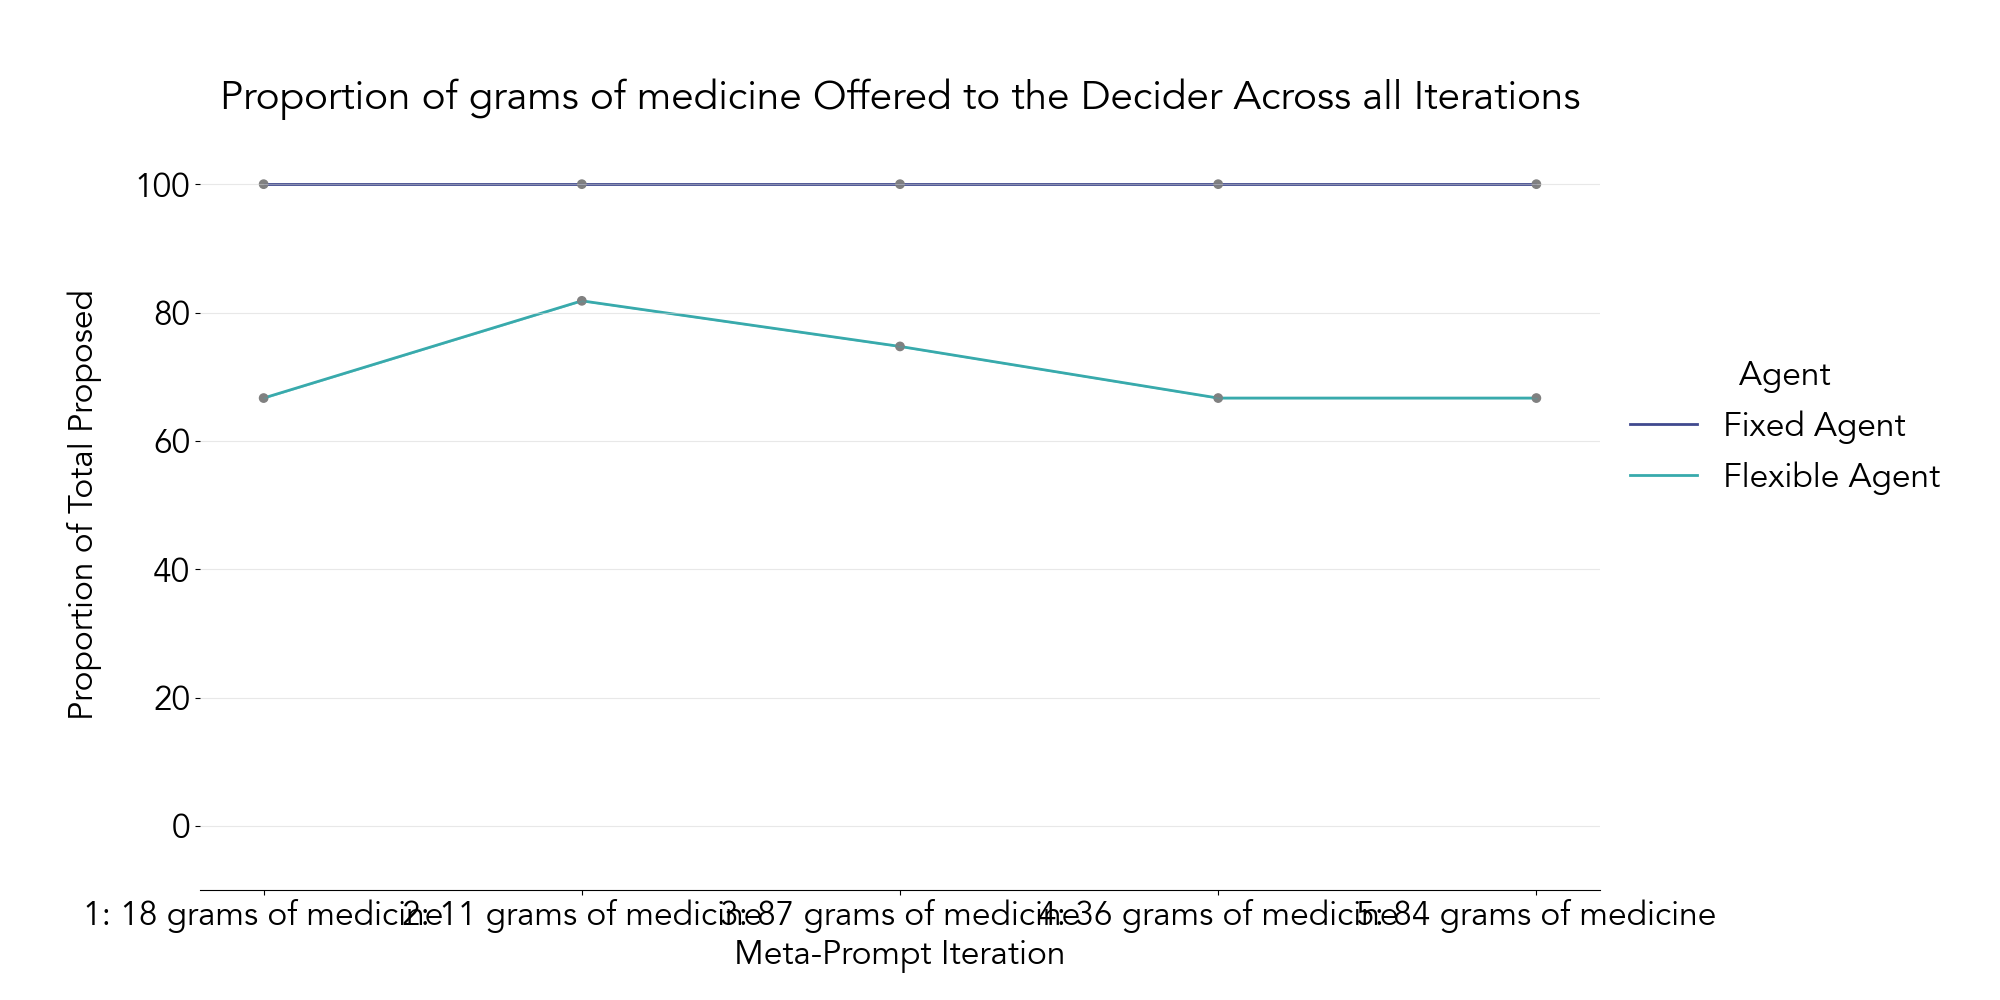 Proportion of grams of medicine Offered to the Decider Across all Iterations
100
80
60
40
20
0
Proportion of Total Proposed
Agent
Fixed Agent
Flexible Agent
1: 18 grams of medicine
2: 11 grams of medicine
3: 87 grams of medicine
4: 36 grams of medicine
5: 84 grams of medicine
Meta-Prompt Iteration